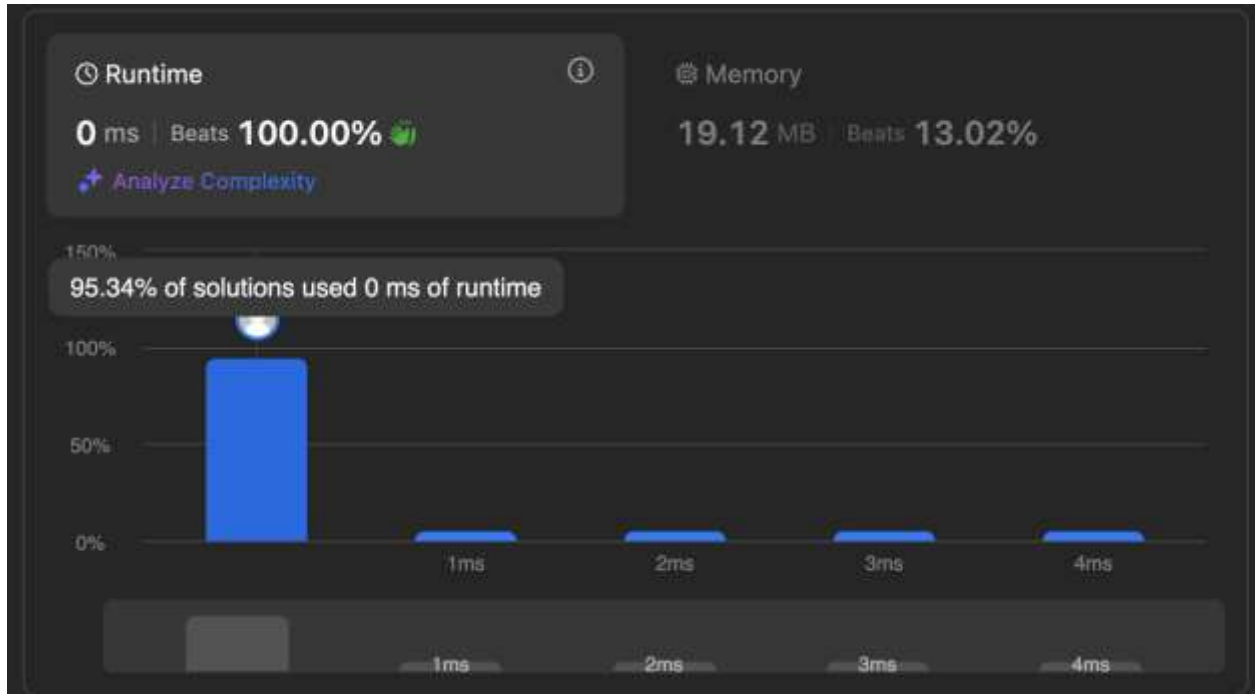 Runtime
0 ms | Beats 100.00%
Analyze Complexity
Memory
19.12 MB | Beats 13.02%
150%
95.34% of solutions used 0 ms of runtime
100%
50%
0%
1ms 2ms 3ms 4ms
1ms 2ms 3ms 4ms